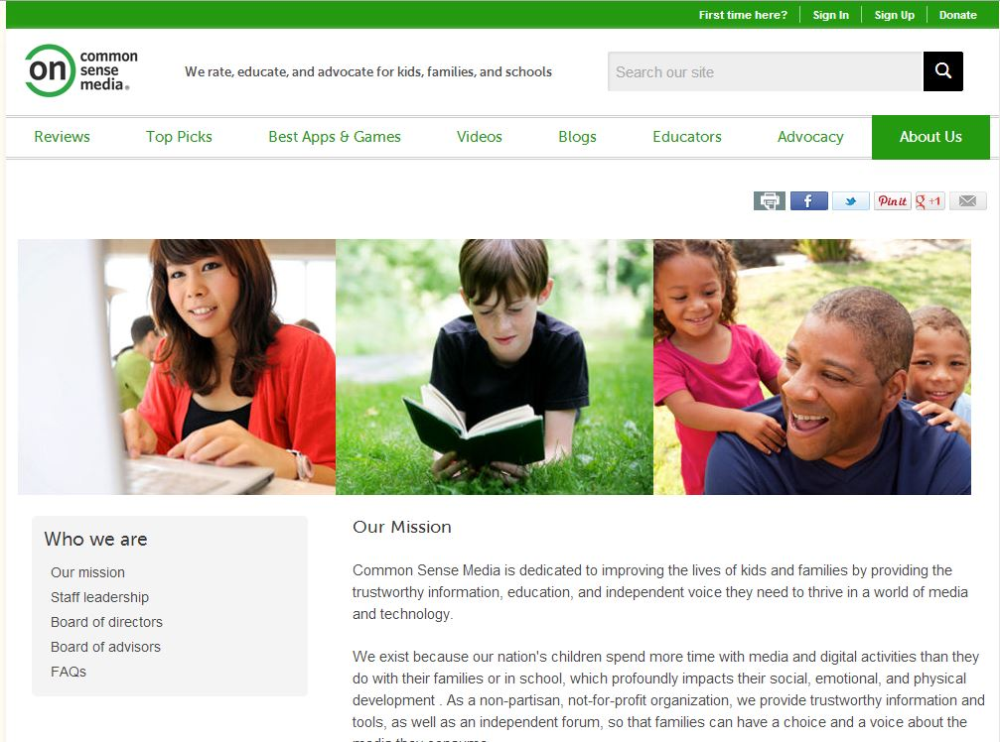 First time here? Sign In Sign Up Donate
on common sense media®
We rate, educate, and advocate for kids, families, and schools
Search our site
Reviews Top Picks Best Apps & Games Videos Blogs Educators Advocacy About Us
f Pin it g +1
Who we are
Our mission
Staff leadership
Board of directors
Board of advisors
FAQs
Our Mission
Common Sense Media is dedicated to improving the lives of kids and families by providing the
trustworthy information, education, and independent voice they need to thrive in a world of media
and technology.
We exist because our nation's children spend more time with media and digital activities than they
do with their families or in school, which profoundly impacts their social, emotional, and physical
development . As a non-partisan, not-for-profit organization, we provide trustworthy information and
tools, as well as an independent forum, so that families can have a choice and a voice about the
media they consume